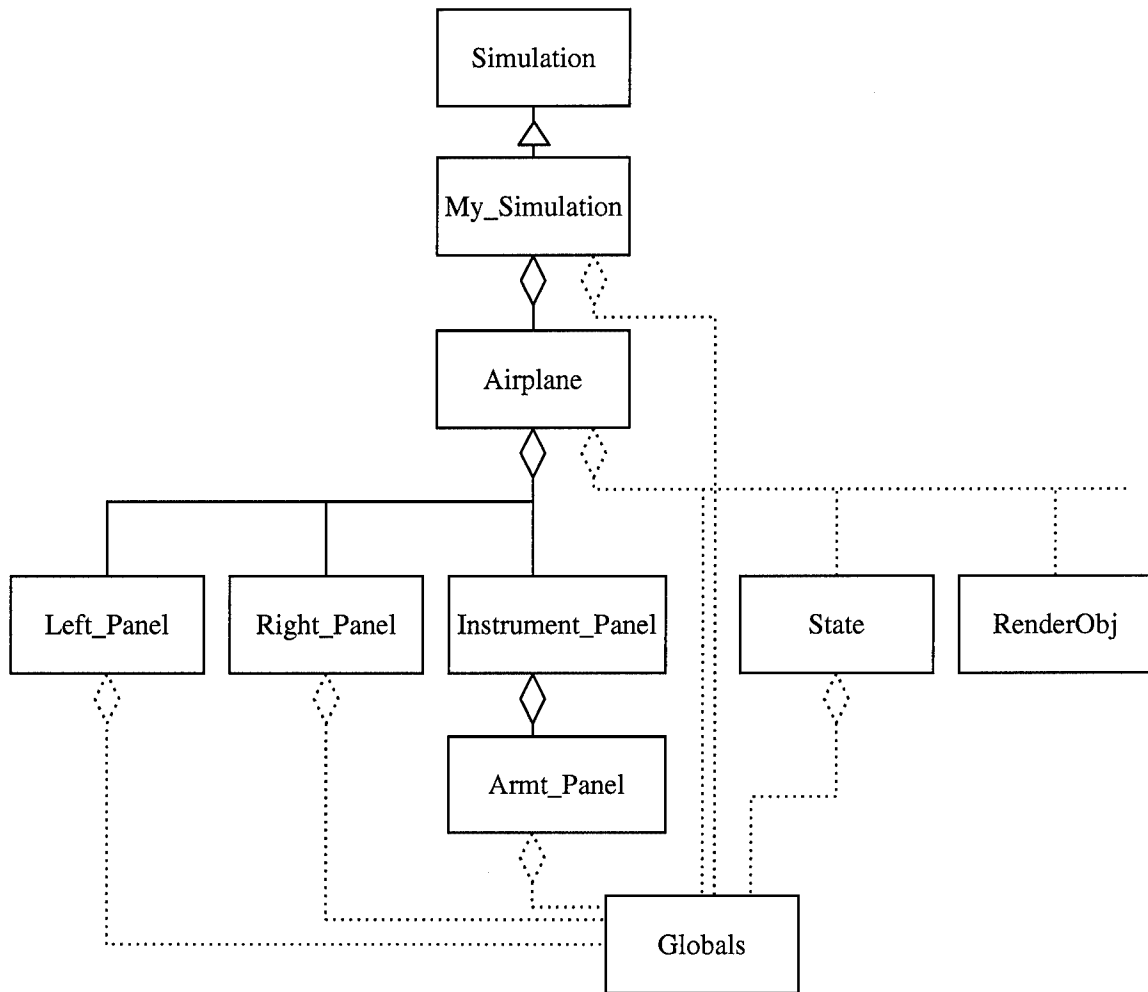 Simulation
My_Simulation
Airplane
Left_Panel
Right_Panel
Instrument_Panel
State
RenderObj
Armt_Panel
Globals